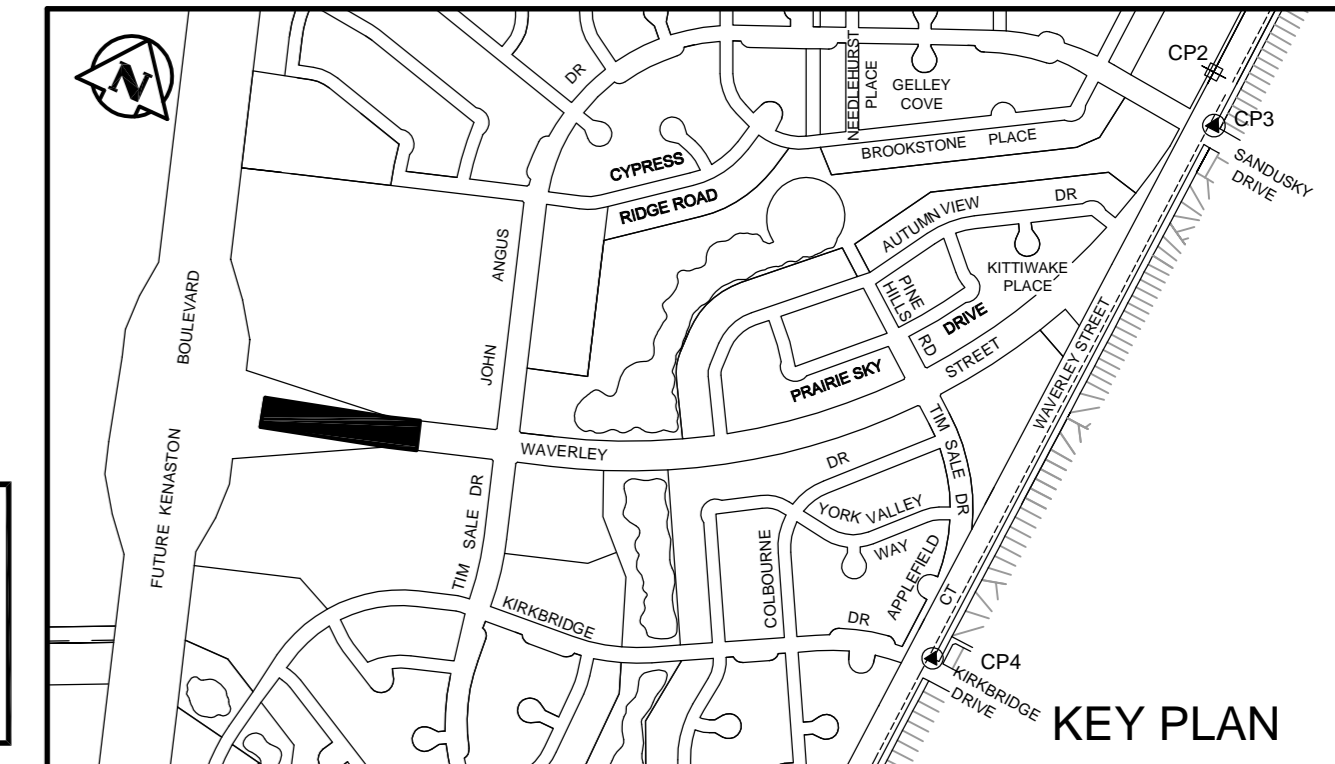 N
DR
NEEDLEHURST
PLACE
GELLEY
COVE
CP2
CP3
SANDUSKY
DRIVE
BROOKSTONE PLACE
CYPRESS
RIDGE ROAD
AUTUMN VIEW DR
KITTIWAKE
PLACE
PINE
HILLS
RD
PRAIRIE SKY DRIVE
JOHN ANGUS
FUTURE KENASTON BOULEVARD
WAVERLEY STREET
WAVERLEY STREET
TIM SALE DR
TIM SALE DR
COLBOURNE DR
YORK VALLEY
WAY
APPLEFIELD CT
KIRKBRIDGE DR
CP4
KIRKBRIDGE
DRIVE
KEY PLAN